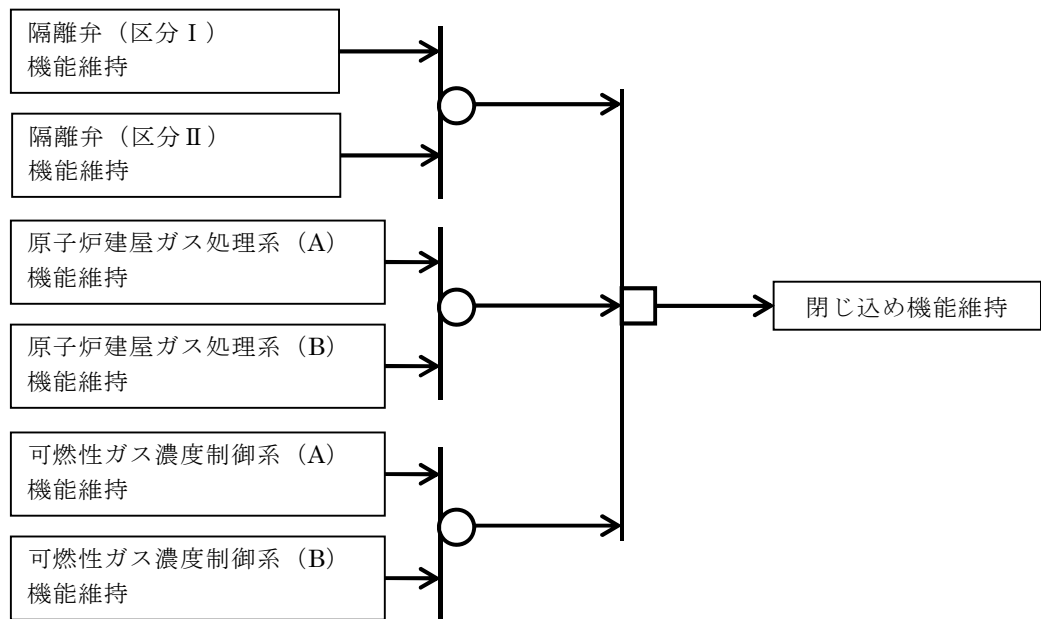 隔離弁（区分Ⅰ）
機能維持
隔離弁（区分Ⅱ）
機能維持
原子炉建屋ガス処理系（A）
機能維持
原子炉建屋ガス処理系（B）
機能維持
可燃性ガス濃度制御系（A）
機能維持
可燃性ガス濃度制御系（B）
機能維持
閉じ込め機能維持